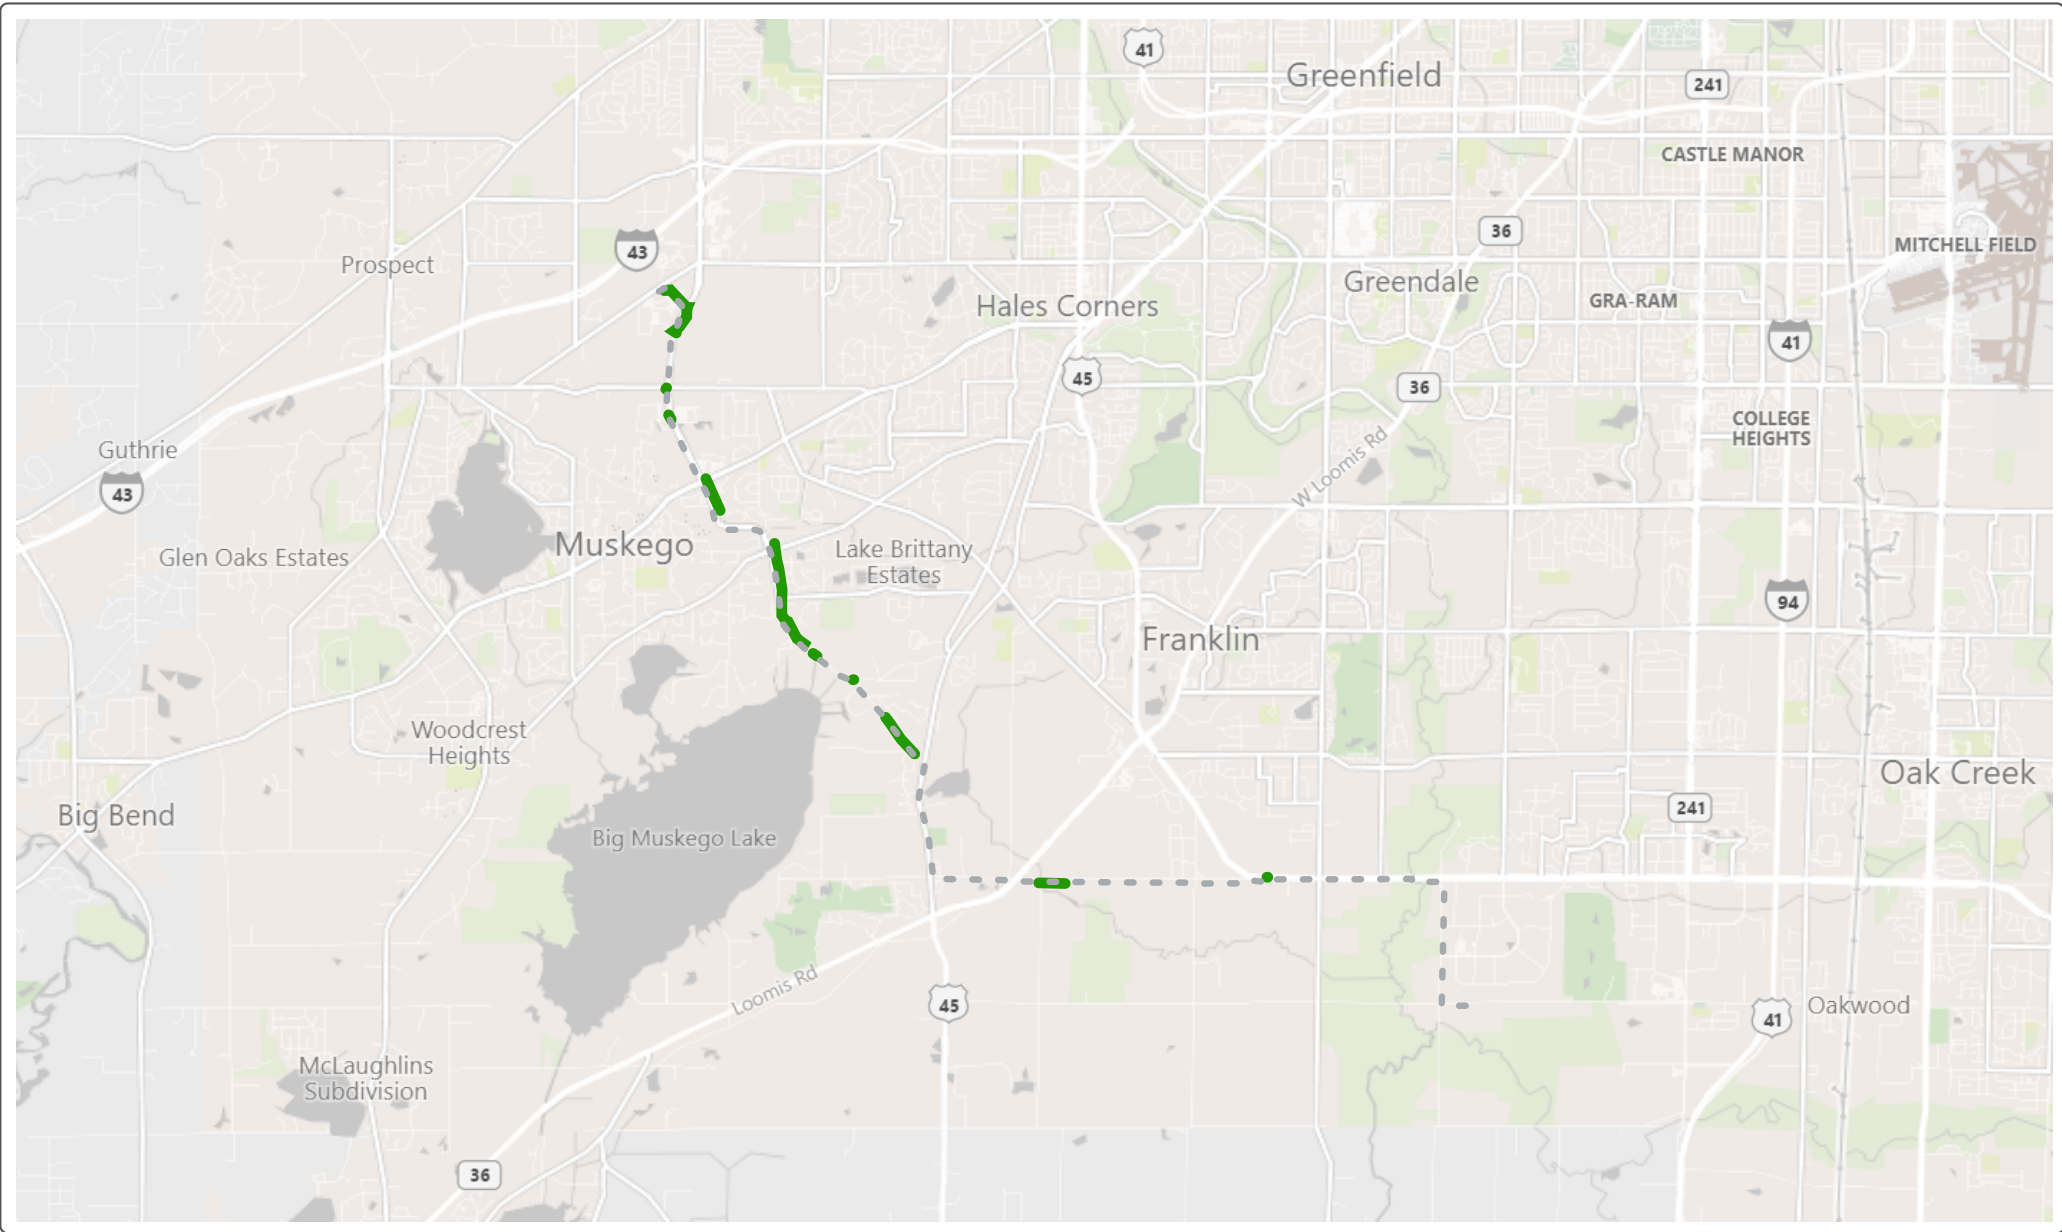 41
Greenfield
241
CASTLE MANOR
36
MITCHELL FIELD
43
Prospect
Greendale
Hales Corners
GRA-RAM
41
45
36
COLLEGE
HEIGHTS
Guthrie
43
W Loomis Rd
Muskego
Glen Oaks Estates
Lake Brittany
Estates
94
Franklin
Woodcrest
Heights
Oak Creek
Big Bend
241
Big Muskego Lake
Loomis Rd
45
Oakwood
41
McLaughlins
Subdivision
36